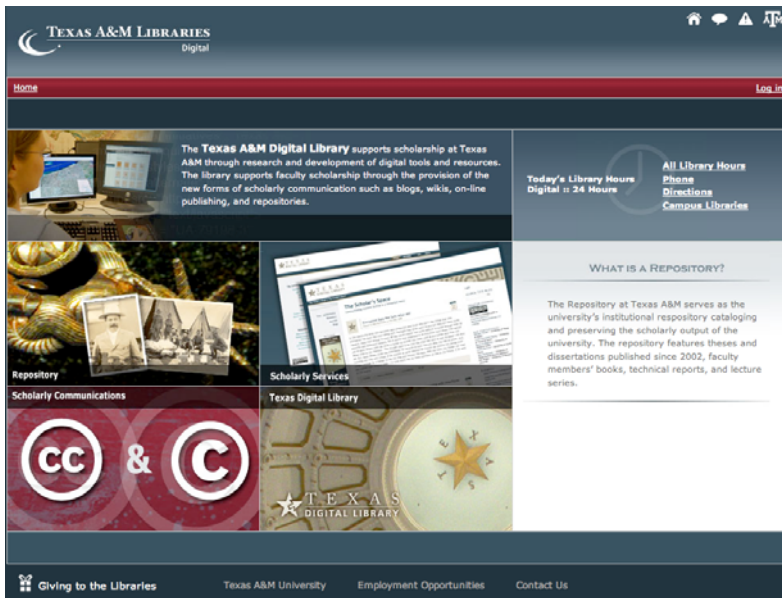 TEXAS A&M LIBRARIES
Digital
Home
Log in
The Texas A&M Digital Library supports scholarship at Texas
A&M through research and development of digital tools and resources.
The library supports faculty scholarship through the provision of the
new forms of scholarly communication such as blogs, wikis, on-line
publishing, and repositories.
Today's Library Hours
Digital :: 24 Hours
All Library Hours
Phone
Directions
Campus Libraries
Repository
TEXAS
The Scholar's Space
Scholarly Services
WHAT IS A REPOSITORY?
The Repository at Texas A&M serves as the
university's institutional respository cataloging
and preserving the scholarly output of the
university. The repository features theses and
dissertations published since 2002, faculty
members' books, technical reports, and lecture
series.
Scholarly Communications
cc & C
Texas Digital Library
TEXAS
TEXAS
DIGITAL LIBRARY
Giving to the Libraries
Texas A&M University
Employment Opportunities
Contact Us